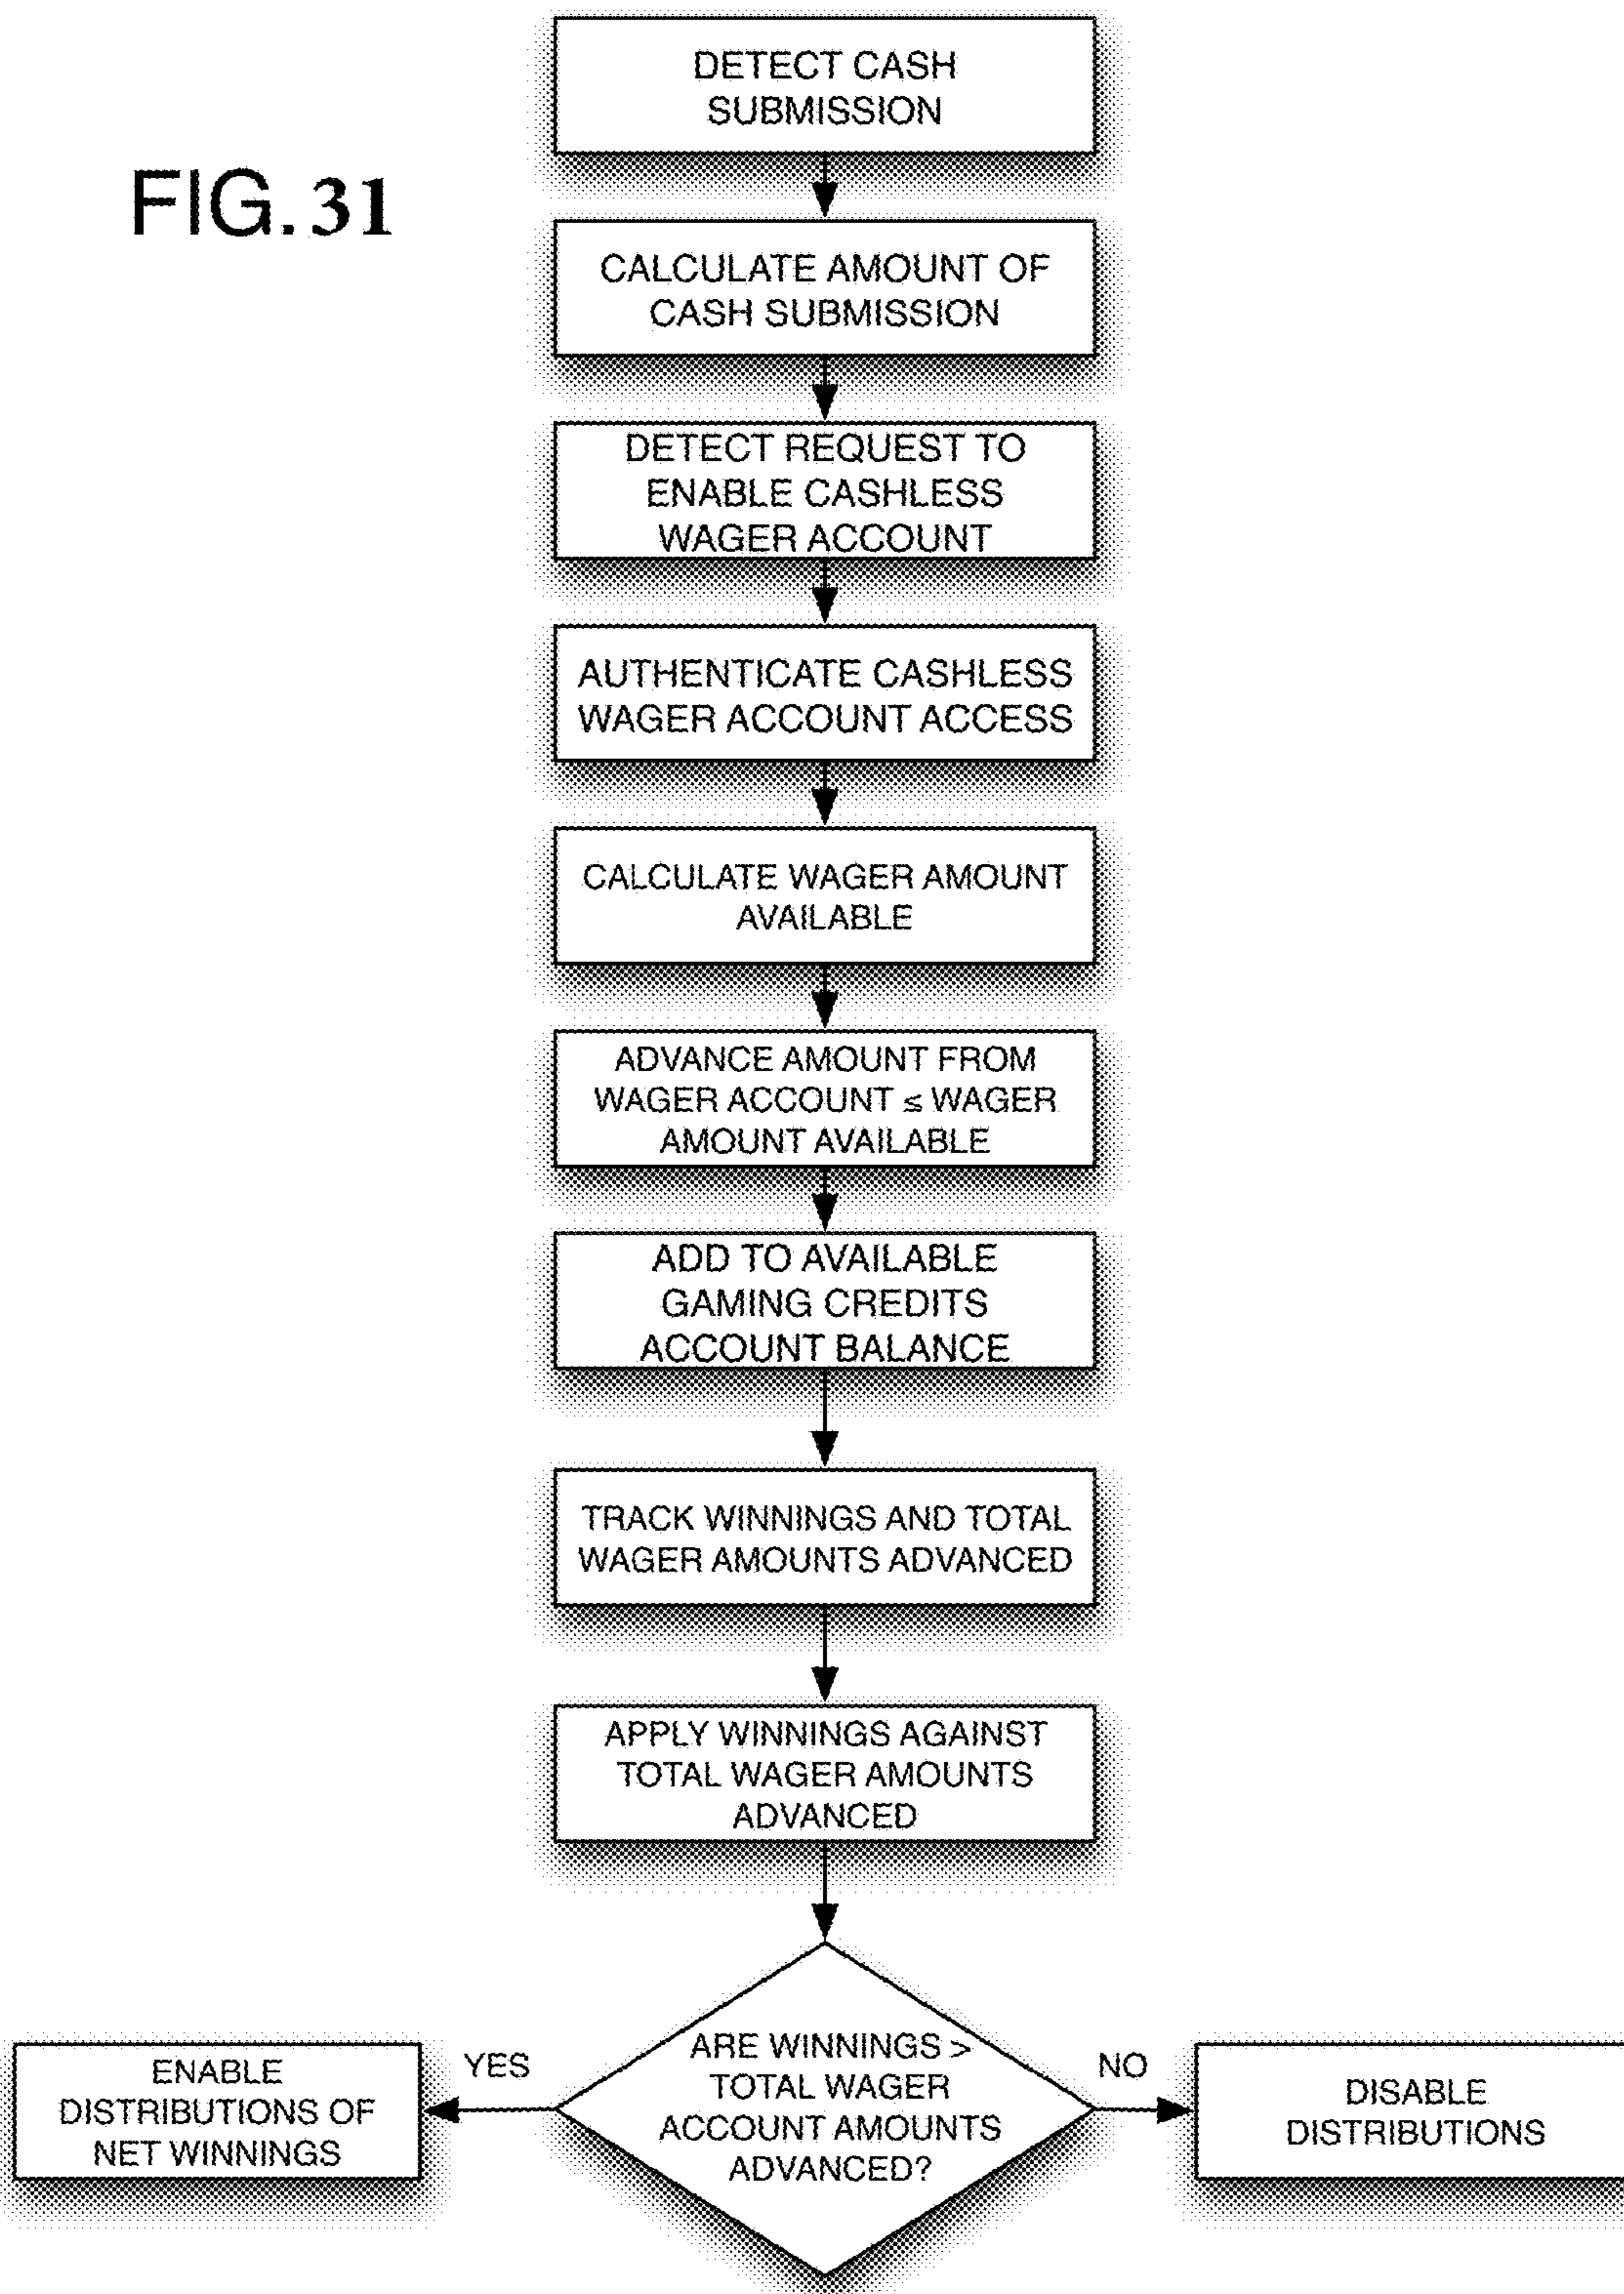 DETECT CASH
SUBMISSION
FIG. 31
CALCULATE AMOUNT OF
CASH SUBMISSION
DETECT REQUEST TO
ENABLE CASHLESS
WAGER ACCOUNT
AUTHENTICATE CASHLESS
WAGER ACCOUNT ACCESS
CALCULATE WAGER AMOUNT
AVAILABLE
ADVANCE AMOUNT FROM
WAGER ACCOUNT ≤ WAGER
AMOUNT AVAILABLE
ADD TO AVAILABLE
GAMING CREDITS
ACCOUNT BALANCE
TRACK WINNINGS AND TOTAL
WAGER AMOUNTS ADVANCED
APPLY WINNINGS AGAINST
TOTAL WAGER AMOUNTS
ADVANCED
ARE WINNINGS >
TOTAL WAGER
ACCOUNT AMOUNTS
ADVANCED?
YES
ENABLE
DISTRIBUTIONS OF
NET WINNINGS
NO
DISABLE
DISTRIBUTIONS